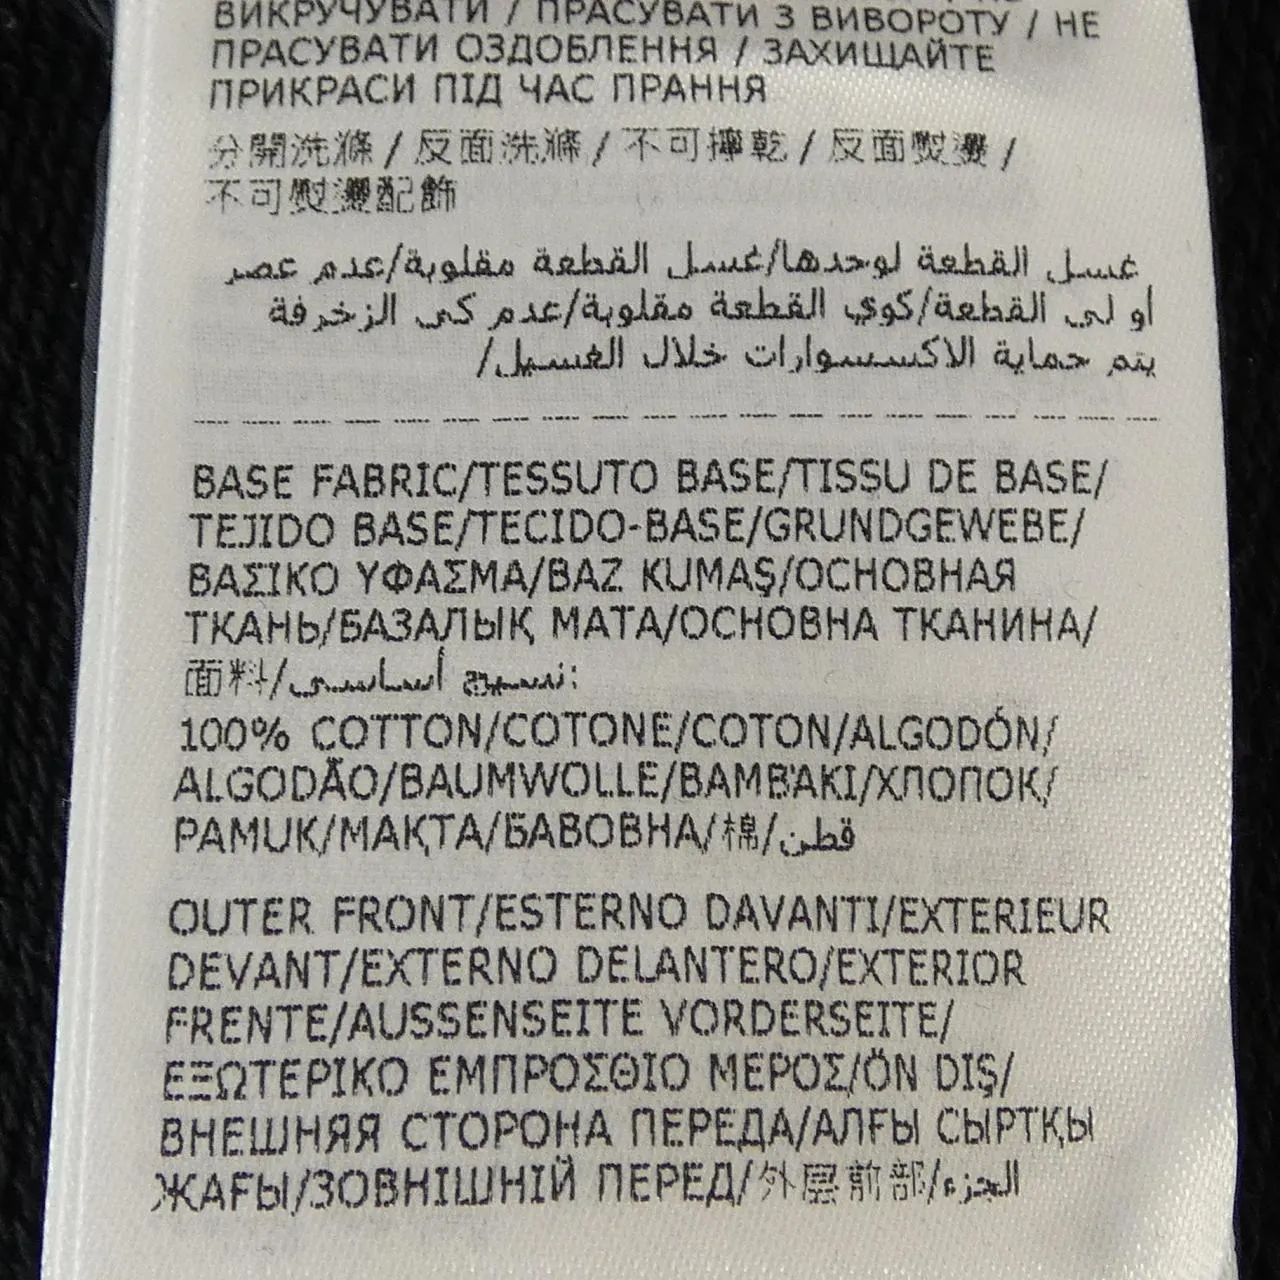 ВИКРУЧУВАТИ / ПРАСУВАТИ З ВИВОРОТУ / НЕ
ПРАСУВАТИ ОЗДОБЛЕННЯ / ЗАХИЩАЙТЕ
ПРИКРАСИ ПІД ЧАС ПРАННЯ
分開洗滌 / 反面洗滌 / 不可擰乾 / 反面熨燙 /
不可熨燙配飾
غسل القطعة لوحدها/غسل القطعة مقلوبة/عدم عصر
أو لي القطعة/كوي القطعة مقلوبة/عدم كي الزخرفة
يتم حماية الاكسسوارات خلال الغسيل/
BASE FABRIC/TESSUTO BASE/TISSU DE BASE/
TEJIDO BASE/TECIDO-BASE/GRUNDGEWEBE/
ΒΑΣΙΚΟ ΥΦΑΣΜΑ/BAZ KUMAŞ/ОСНОВНАЯ
ТКАНЬ/БАЗАЛЫҚ МАТА/ОСНОВНА ТКАНИНА/
面料/نسيج أساسي:
100% COTTON/COTONE/COTON/ALGODÓN/
ALGODÃO/BAUMWOLLE/ΒΑΜΒΆΚΙ/ХЛОПОК/
PAMUK/МАҚТА/БАВОВНА/棉/قطن
OUTER FRONT/ESTERNO DAVANTI/EXTERIEUR
DEVANT/EXTERNO DELANTERO/EXTERIOR
FRENTE/AUSSENSEITE VORDERSEITE/
ΕΞΩΤΕΡΙΚΟ ΕΜΠΡΟΣΘΙΟ ΜΕΡΟΣ/ÖN DIŞ/
ВНЕШНЯЯ СТОРОНА ПЕРЕДА/АЛҒЫ СЫРТҚЫ
ЖАҒЫ/ЗОВНІШНІЙ ПЕРЕД/外層前部/الجزء